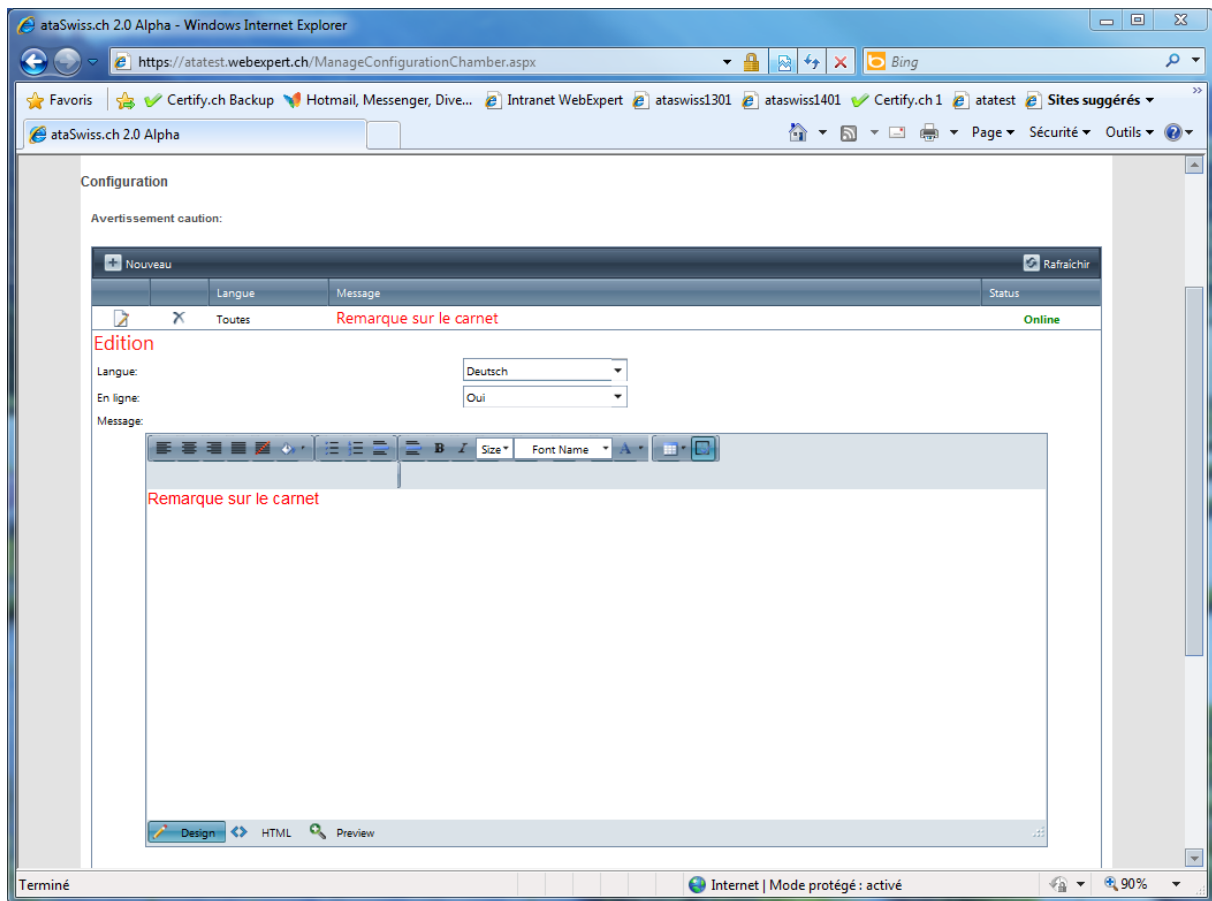 ataSwiss.ch 2.0 Alpha - Windows Internet Explorer
https://atatest.webexpert.ch/ManageConfigurationChamber.aspx
Bing
Favoris Certify.ch Backup Hotmail, Messenger, Dive... Intranet WebExpert ataswiss1301 ataswiss1401 Certify.ch 1 atatest Sites suggérés
ataSwiss.ch 2.0 Alpha Page Sécurité Outils
Configuration
Avertissement caution:
Nouveau Rafraîchir
Langue Message Status
Toutes Remarque sur le carnet Online
Edition
Langue: Deutsch
En ligne: Oui
Message:
B I Size Font Name A
Remarque sur le carnet
Design HTML Preview
Terminé Internet | Mode protégé : activé 90%